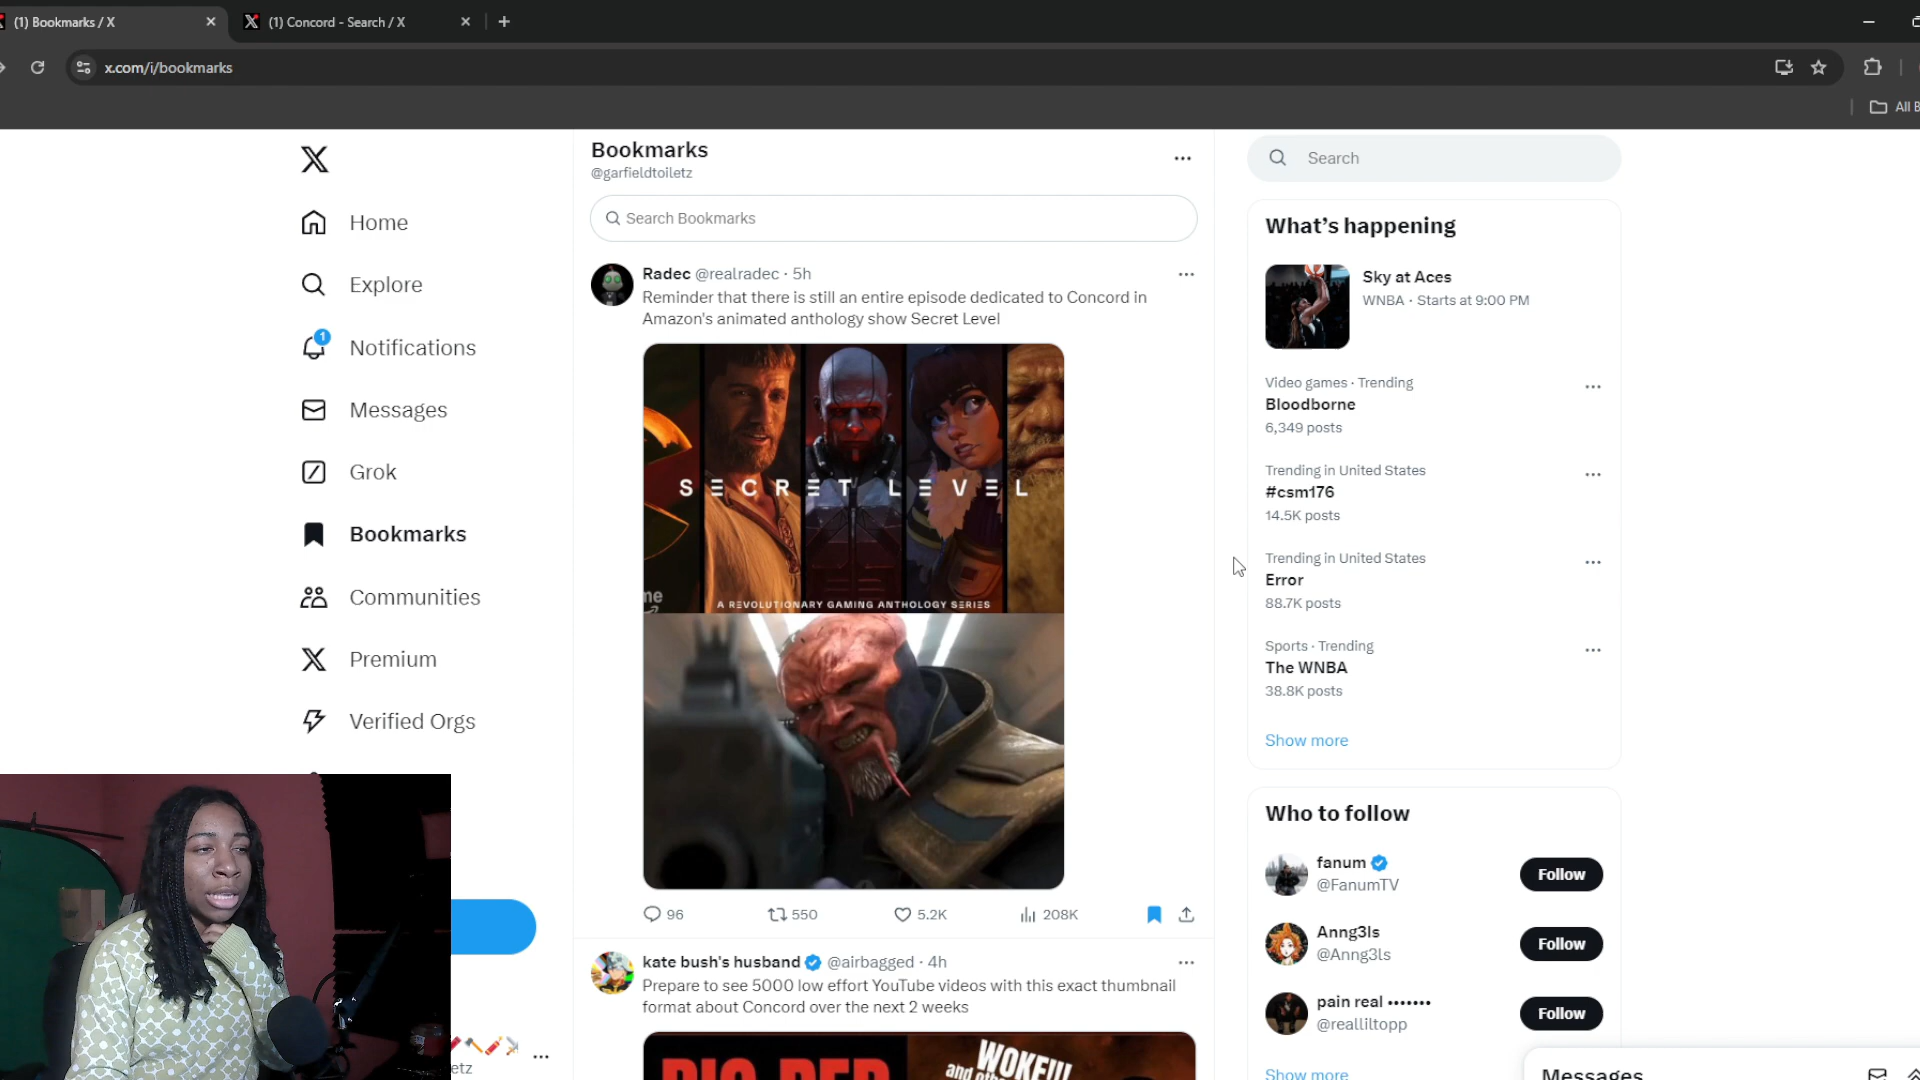 (1) Bookmarks / X
(1) Concord - Search / X
x.com/i/bookmarks
All B
Home
Explore
1
Notifications
Messages
Grok
Bookmarks
Communities
Premium
Verified Orgs
etz
Bookmarks
@garfieldtoiletz
Search Bookmarks
Radec @realradec · 5h
Reminder that there is still an entire episode dedicated to Concord in
Amazon's animated anthology show Secret Level
SECRET LEVEL
me
A REVOLUTIONARY GAMING ANTHOLOGY SERIES
96
550
5.2K
208K
kate bush's husband @airbagged · 4h
Prepare to see 5000 low effort YouTube videos with this exact thumbnail
format about Concord over the next 2 weeks
WOKE!!!
Search
What's happening
Sky at Aces
WNBA · Starts at 9:00 PM
Video games · Trending
Bloodborne
6,349 posts
Trending in United States
#csm176
14.5K posts
Trending in United States
Error
88.7K posts
Sports · Trending
The WNBA
38.8K posts
Show more
Who to follow
fanum
@FanumTV
Follow
Anng3ls
@Anng3ls
Follow
pain real •••••••
@realliltopp
Follow
Show more
Messages